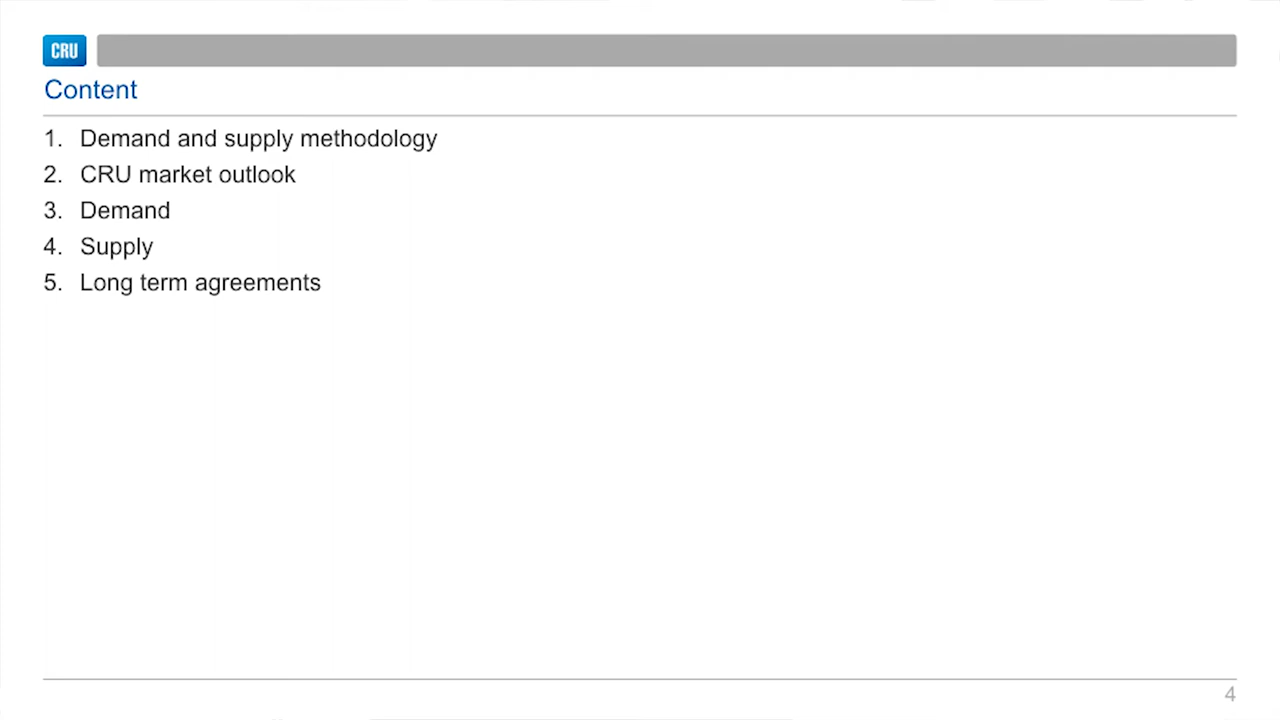 CRU
Content
1. Demand and supply methodology
2. CRU market outlook
3. Demand
4. Supply
5. Long term agreements
4